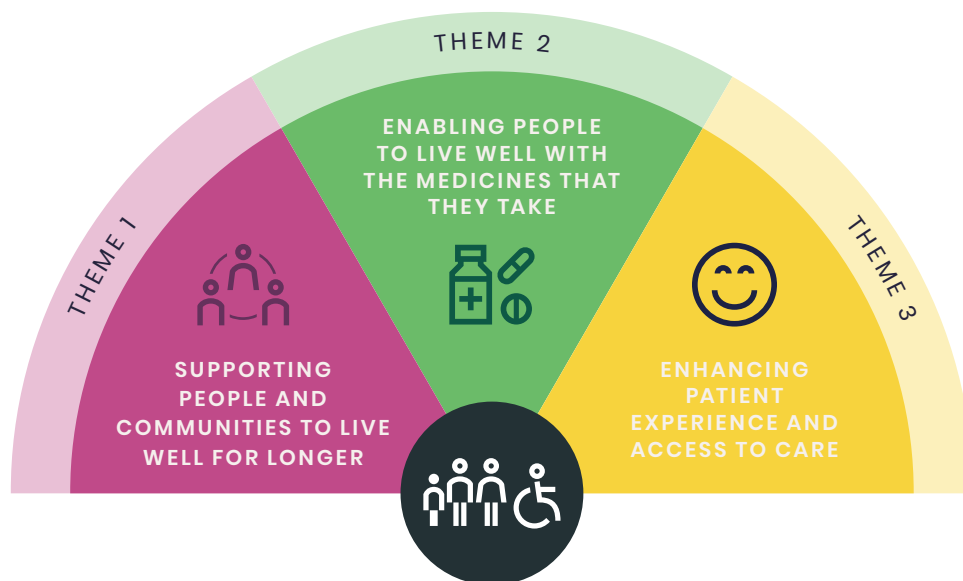 THEME 1
SUPPORTING
PEOPLE AND
COMMUNITIES TO LIVE
WELL FOR LONGER
THEME 2
ENABLING PEOPLE
TO LIVE WELL WITH
THE MEDICINES THAT
THEY TAKE
THEME 3
ENHANCING
PATIENT
EXPERIENCE AND
ACCESS TO CARE